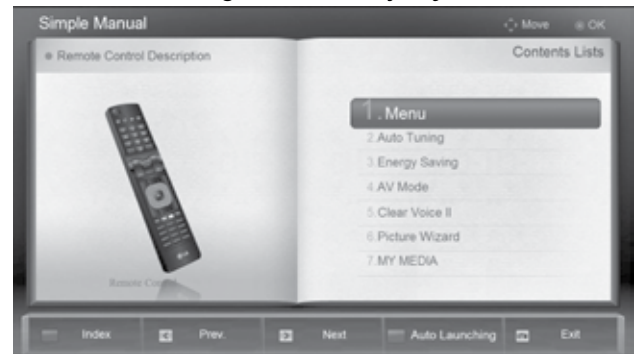 Simple Manual
Move
OK
Remote Control Description
Contents Lists
1. Menu
2. Auto Tuning
3. Energy Saving
4. AV Mode
5. Clear Voice II
6. Picture Wizard
7. MY MEDIA
Remote Control
Index
Prev.
Next
Auto Launching
Exit